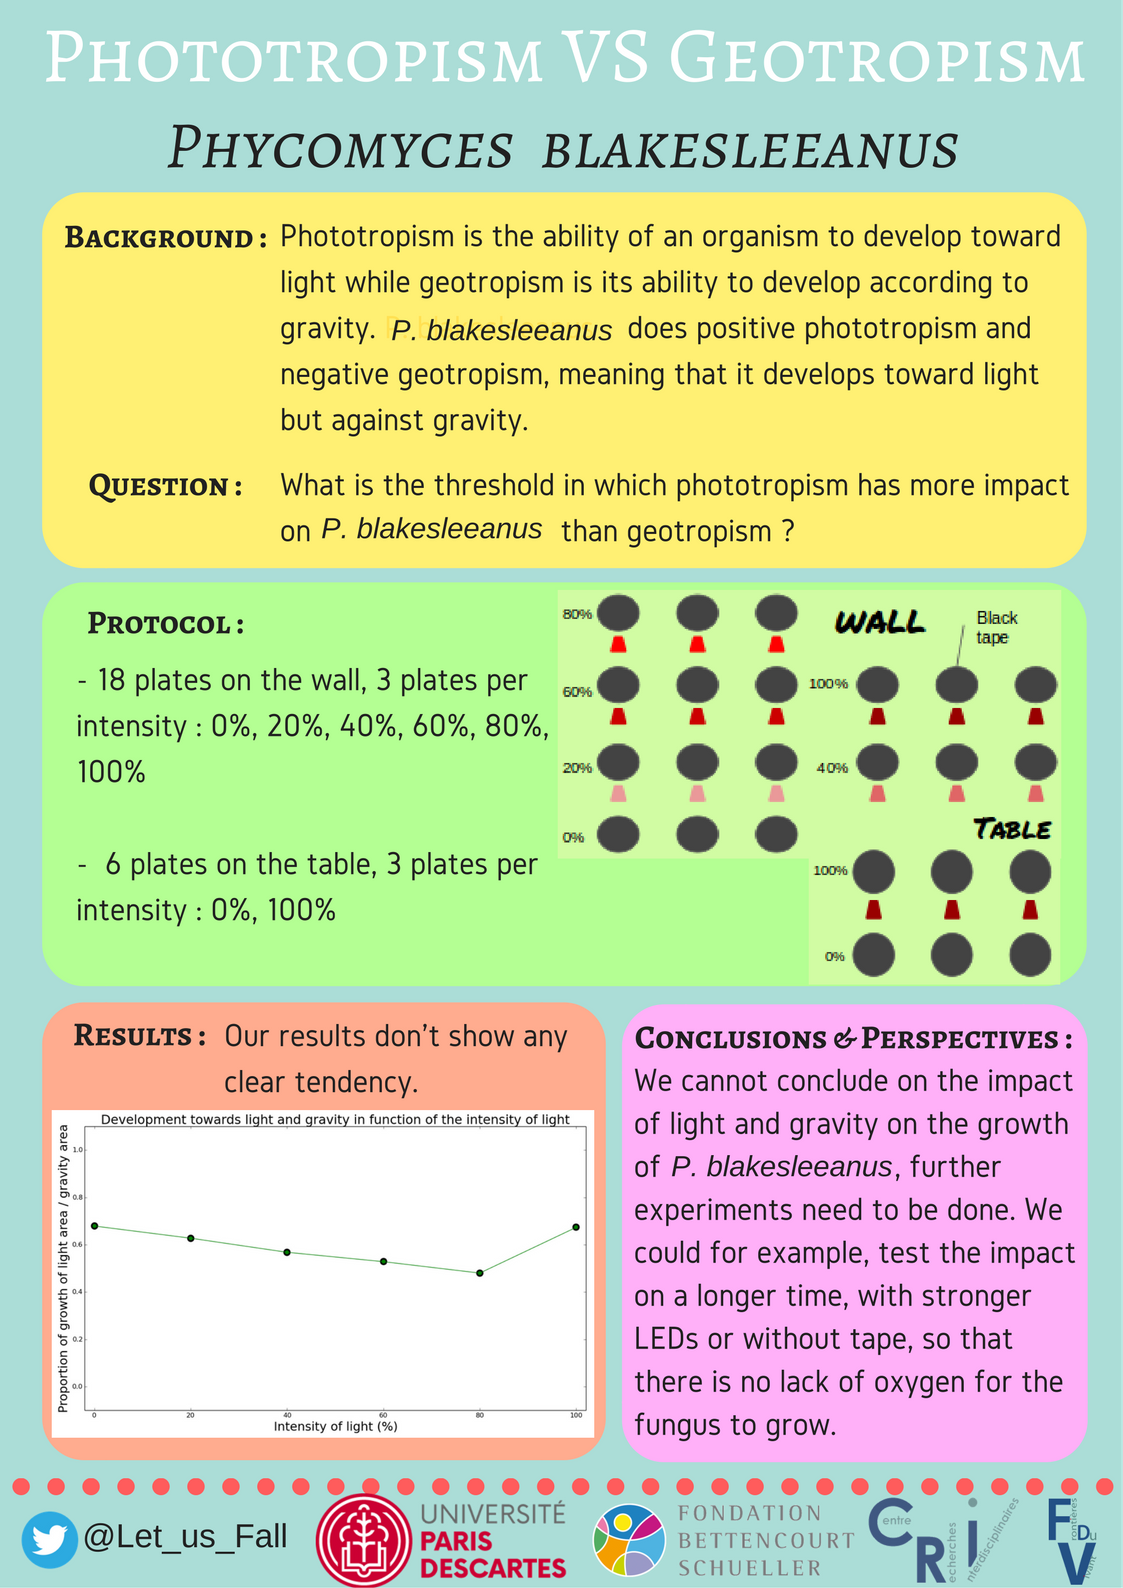 Phototropism VS Geotropism
Phycomyces blakesleeanus
Background : Phototropism is the ability of an organism to develop toward
light while geotropism is its ability to develop according to
gravity. P. blakesleeanus does positive phototropism and
negative geotropism, meaning that it develops toward light
but against gravity.
Question : What is the threshold in which phototropism has more impact
on P. blakesleeanus than geotropism ?
Protocol :
- 18 plates on the wall, 3 plates per
intensity : 0%, 20%, 40%, 60%, 80%,
100%
- 6 plates on the table, 3 plates per
intensity : 0%, 100%
80%
60%
20%
0%
WALL
Black
tape
100%
40%
TABLE
100%
0%
Results : Our results don't show any
clear tendency.
Development towards light and gravity in function of the intensity of light
Proportion of growth of light area / gravity area
1.0
0.8
0.6
0.4
0.2
0.0
0 20 40 60 80 100
Intensity of light (%)
Conclusions & Perspectives :
We cannot conclude on the impact
of light and gravity on the growth
of P. blakesleeanus, further
experiments need to be done. We
could for example, test the impact
on a longer time, with stronger
LEDs or without tape, so that
there is no lack of oxygen for the
fungus to grow.
@Let_us_Fall
UNIVERSITÉ
PARIS
DESCARTES
FONDATION
BETTENCOURT
SCHUELLER
Centre
Recherches
interdisciplinaires
Frontières
Du
Vivant